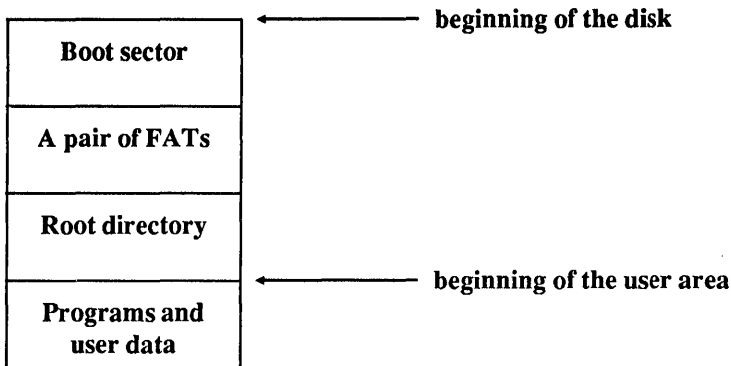 beginning of the disk
Boot sector
A pair of FATs
Root directory
beginning of the user area
Programs and
user data